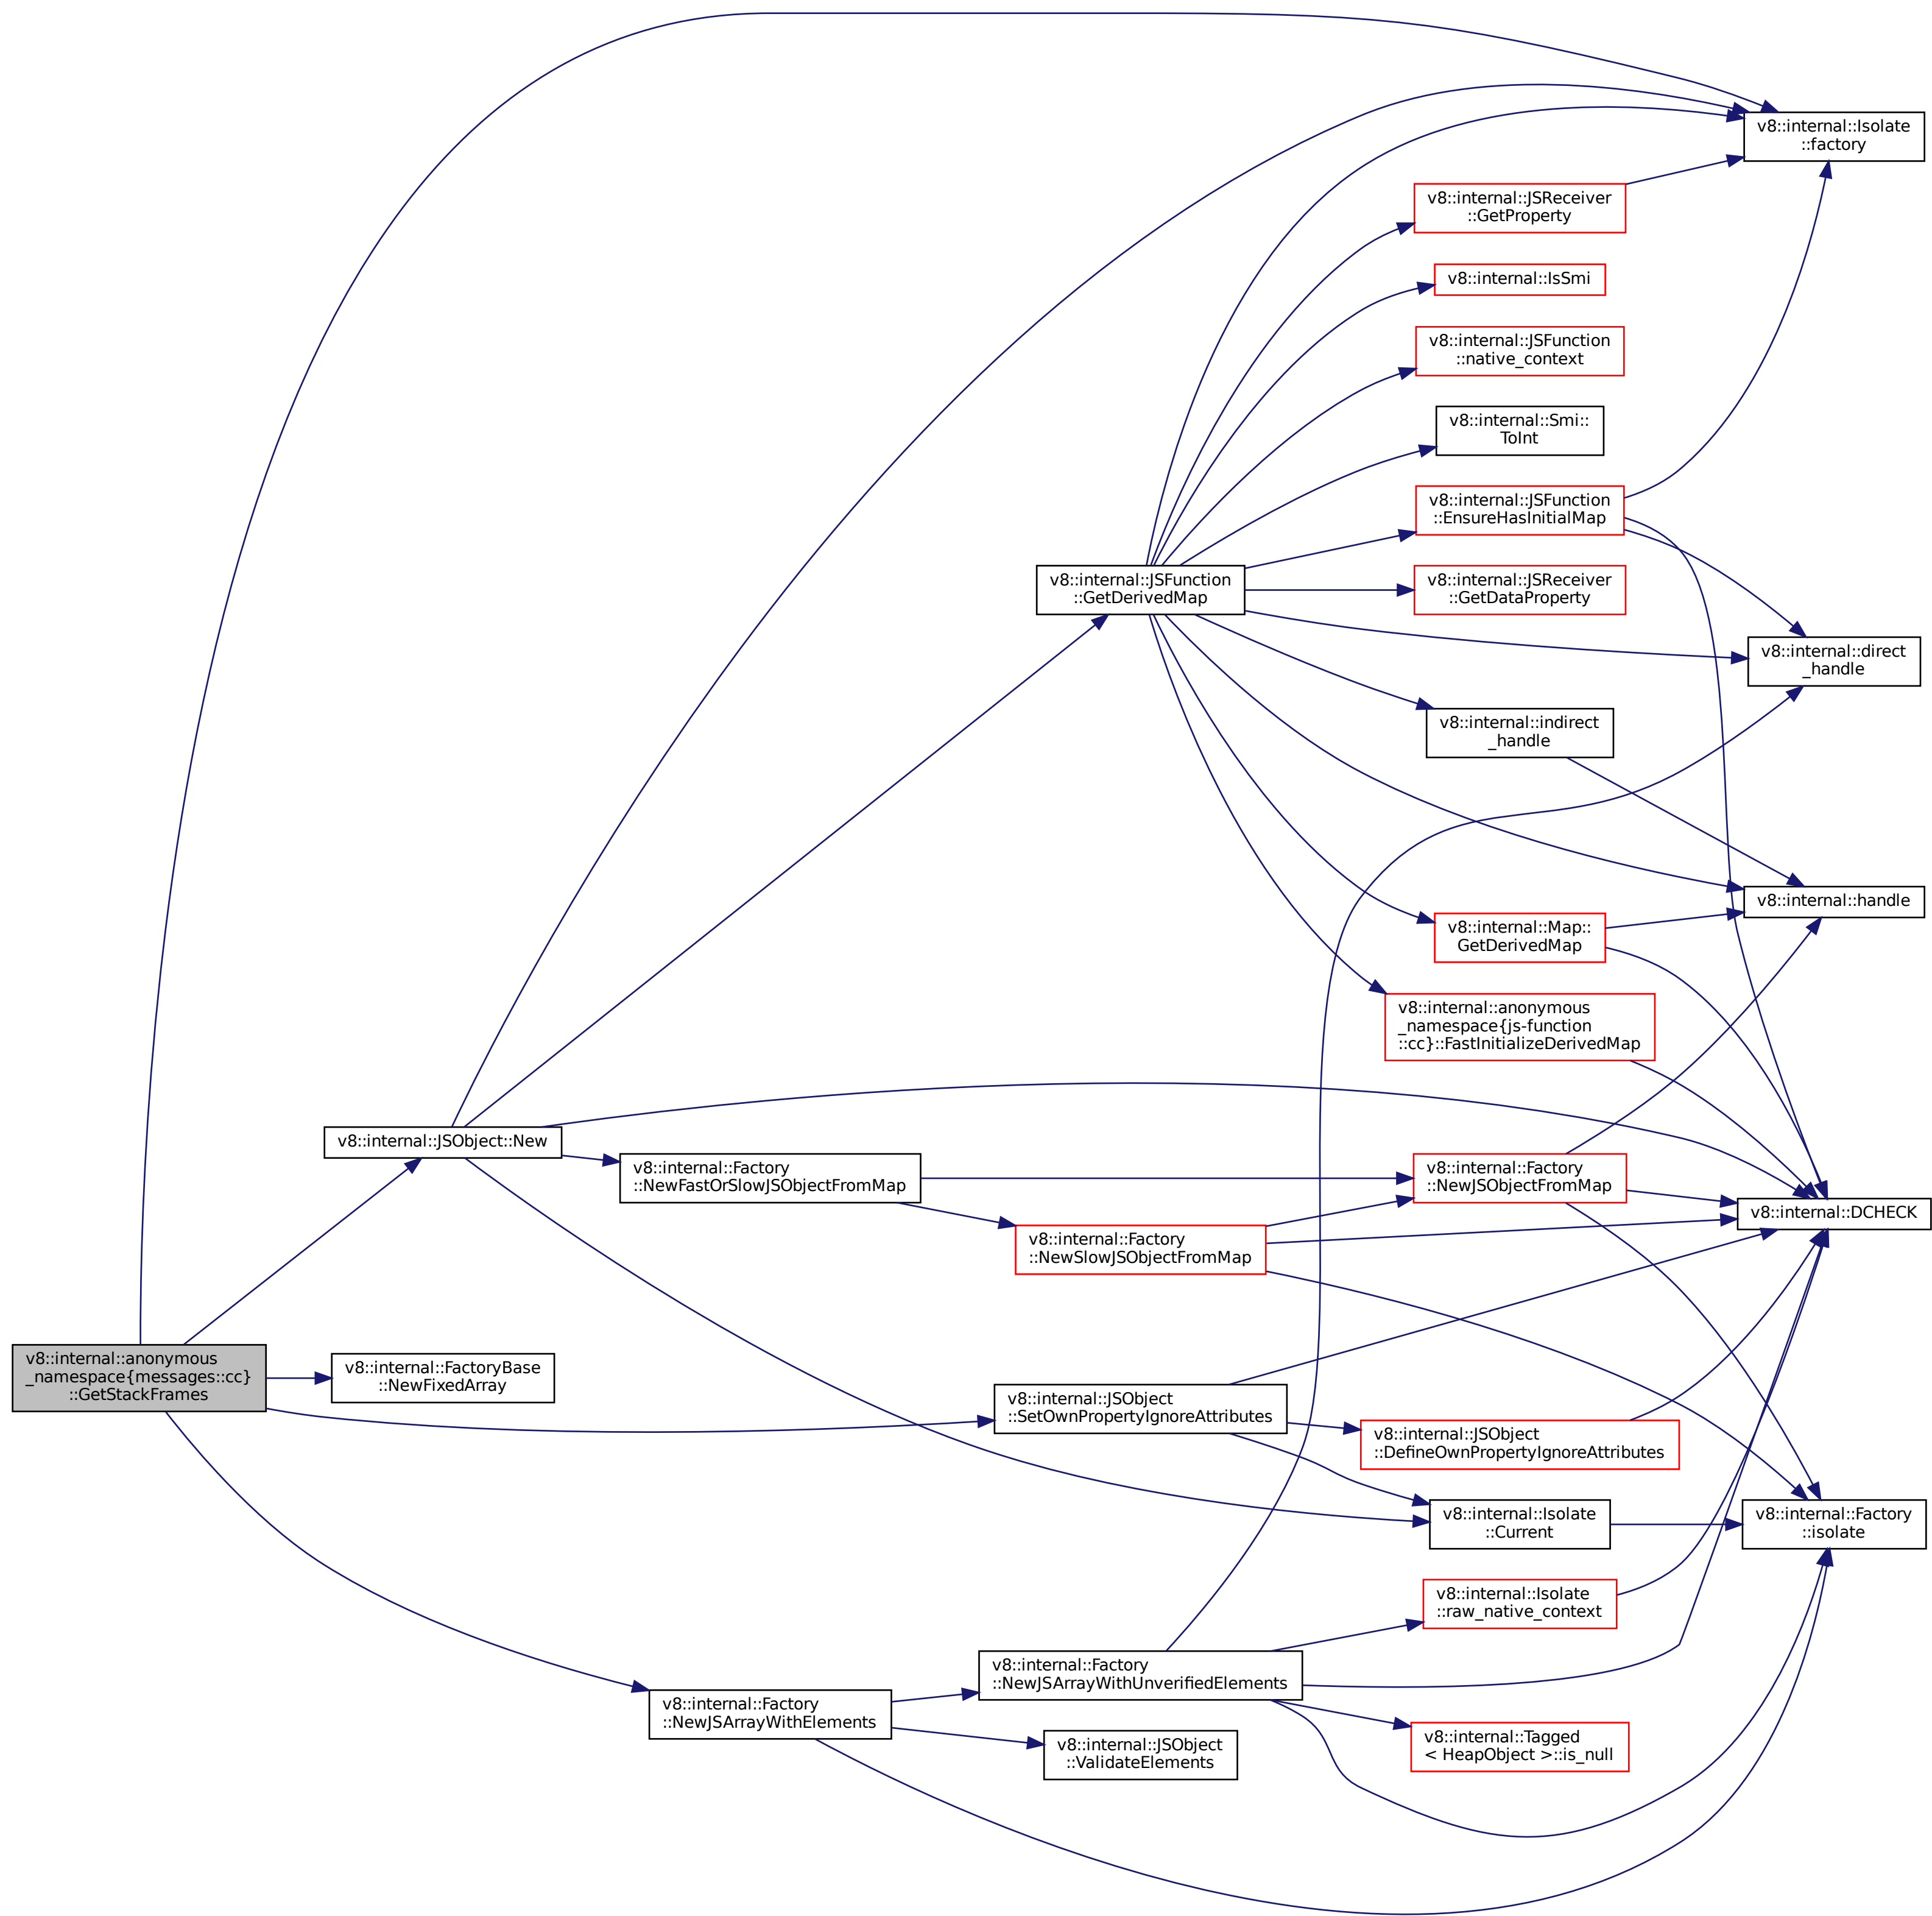 v8::internal::Isolate
::factory
v8::internal::JSReceiver
::GetProperty
v8::internal::IsSmi
v8::internal::JSFunction
::native_context
v8::internal::Smi::
ToInt
v8::internal::JSFunction
::EnsureHasInitialMap
v8::internal::JSFunction
::GetDerivedMap
v8::internal::JSReceiver
::GetDataProperty
v8::internal::direct
_handle
v8::internal::indirect
_handle
v8::internal::handle
v8::internal::Map::
GetDerivedMap
v8::internal::anonymous
_namespace{js-function
::cc}::FastInitializeDerivedMap
v8::internal::JSObject::New
v8::internal::Factory
::NewFastOrSlowJSObjectFromMap
v8::internal::Factory
::NewJSObjectFromMap
v8::internal::DCHECK
v8::internal::Factory
::NewSlowJSObjectFromMap
v8::internal::anonymous
_namespace{messages::cc}
::GetStackFrames
v8::internal::FactoryBase
::NewFixedArray
v8::internal::JSObject
::SetOwnPropertyIgnoreAttributes
v8::internal::JSObject
::DefineOwnPropertyIgnoreAttributes
v8::internal::Isolate
::Current
v8::internal::Factory
::isolate
v8::internal::Isolate
::raw_native_context
v8::internal::Factory
::NewJSArrayWithUnverifiedElements
v8::internal::Factory
::NewJSArrayWithElements
v8::internal::Tagged
< HeapObject >::is_null
v8::internal::JSObject
::ValidateElements